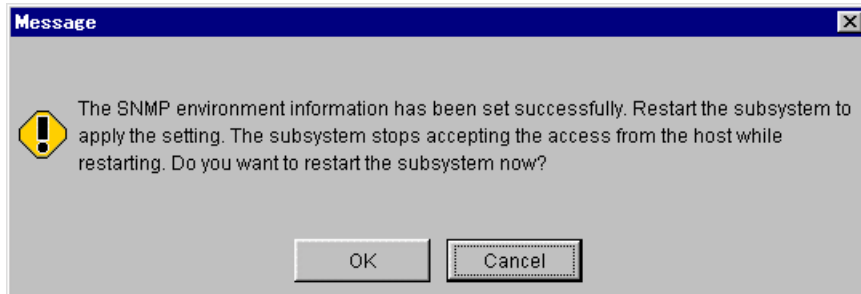 Message
The SNMP environment information has been set successfully. Restart the subsystem to
apply the setting. The subsystem stops accepting the access from the host while
restarting. Do you want to restart the subsystem now?
OK Cancel